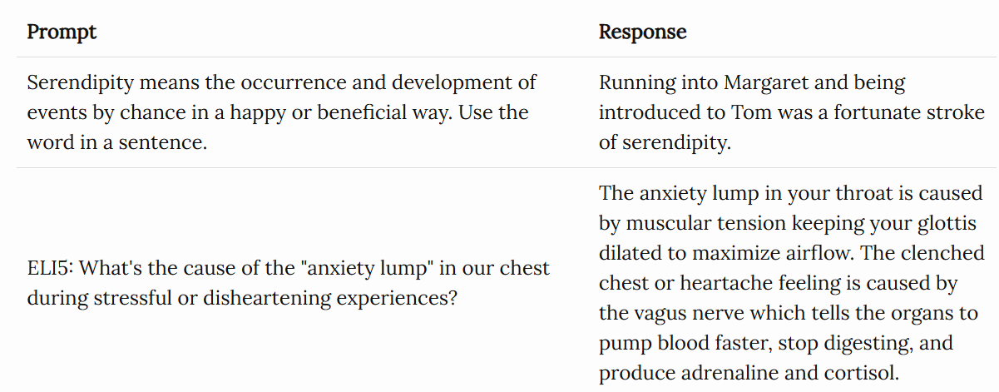 Prompt
Response
Serendipity means the occurrence and development of
events by chance in a happy or beneficial way. Use the
word in a sentence.
Running into Margaret and being
introduced to Tom was a fortunate stroke
of serendipity.
ELI5: What's the cause of the "anxiety lump" in our chest
during stressful or disheartening experiences?
The anxiety lump in your throat is caused
by muscular tension keeping your glottis
dilated to maximize airflow. The clenched
chest or heartache feeling is caused by
the vagus nerve which tells the organs to
pump blood faster, stop digesting, and
produce adrenaline and cortisol.